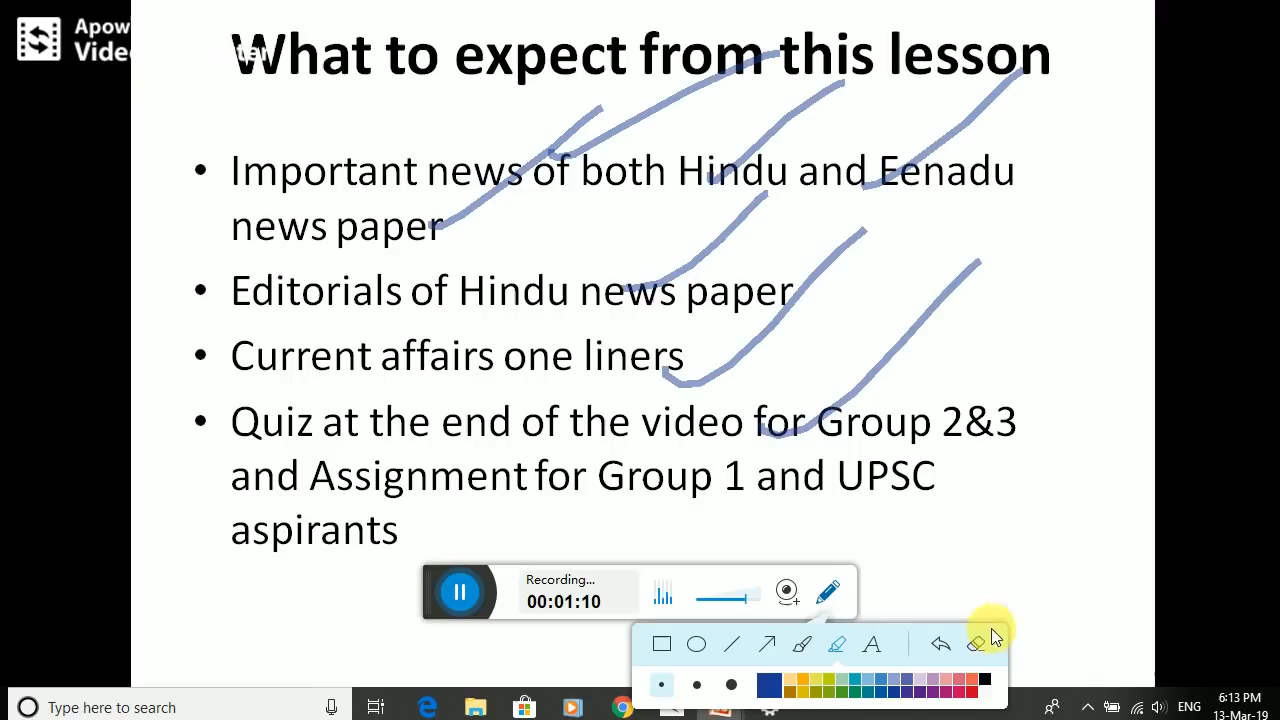 Apow
Video ter
What to expect from this lesson
• Important news of both Hindu and Eenadu
news paper
• Editorials of Hindu news paper
• Current affairs one liners
• Quiz at the end of the video for Group 2&3
and Assignment for Group 1 and UPSC
aspirants
Recording...
00:01:10
A
Type here to search
ENG
6:13 PM
13-Mar-19